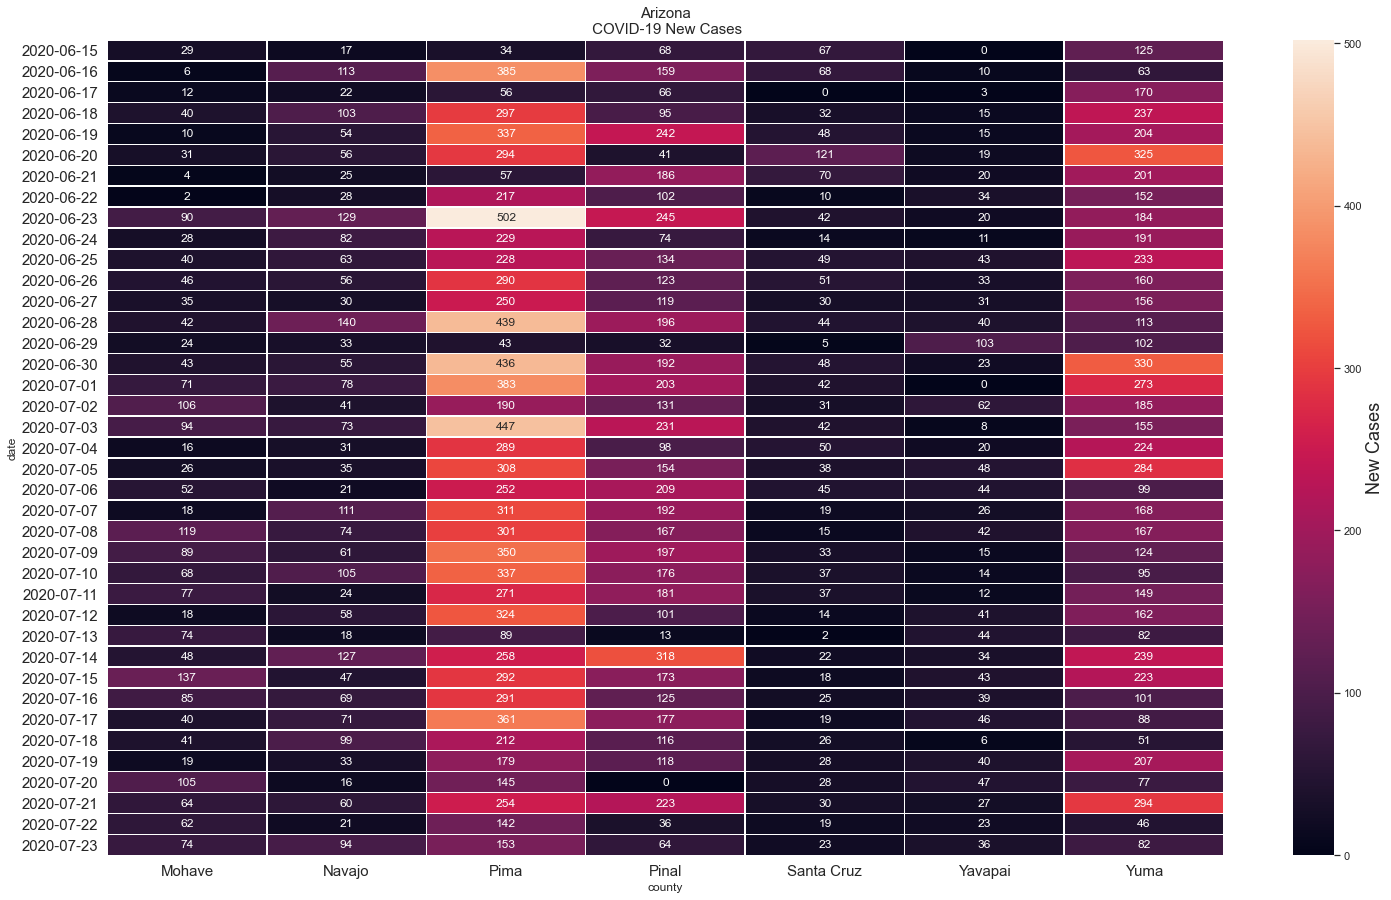 Arizona
COVID-19 New Cases
2020-06-15 29 17 34 68 67 0 125
2020-06-16 6 113 385 159 68 10 63
2020-06-17 12 22 56 66 0 3 170
2020-06-18 40 103 297 95 32 15 237
2020-06-19 10 54 337 242 48 15 204
2020-06-20 31 56 294 41 121 19 325
2020-06-21 4 25 57 186 70 20 201
2020-06-22 2 28 217 102 10 34 152
2020-06-23 90 129 502 245 42 20 184
2020-06-24 28 82 229 74 14 11 191
2020-06-25 40 63 228 134 49 43 233
2020-06-26 46 56 290 123 51 33 160
2020-06-27 35 30 250 119 30 31 156
2020-06-28 42 140 439 196 44 40 113
2020-06-29 24 33 43 32 5 103 102
2020-06-30 43 55 436 192 48 23 330
2020-07-01 71 78 383 203 42 0 273
2020-07-02 106 41 190 131 31 62 185
2020-07-03 94 73 447 231 42 8 155
2020-07-04 16 31 289 98 50 20 224
2020-07-05 26 35 308 154 38 48 284
2020-07-06 52 21 252 209 45 44 99
2020-07-07 18 111 311 192 19 26 168
2020-07-08 119 74 301 167 15 42 167
2020-07-09 89 61 350 197 33 15 124
2020-07-10 68 105 337 176 37 14 95
2020-07-11 77 24 271 181 37 12 149
2020-07-12 18 58 324 101 14 41 162
2020-07-13 74 18 89 13 2 44 82
2020-07-14 48 127 258 318 22 34 239
2020-07-15 137 47 292 173 18 43 223
2020-07-16 85 69 291 125 25 39 101
2020-07-17 40 71 361 177 19 46 88
2020-07-18 41 99 212 116 26 6 51
2020-07-19 19 33 179 118 28 40 207
2020-07-20 105 16 145 0 28 47 77
2020-07-21 64 60 254 223 30 27 294
2020-07-22 62 21 142 36 19 23 46
2020-07-23 74 94 153 64 23 36 82
Mohave Navajo Pima Pinal Santa Cruz Yavapai Yuma
county
date
500
400
300
200
100
0
New Cases